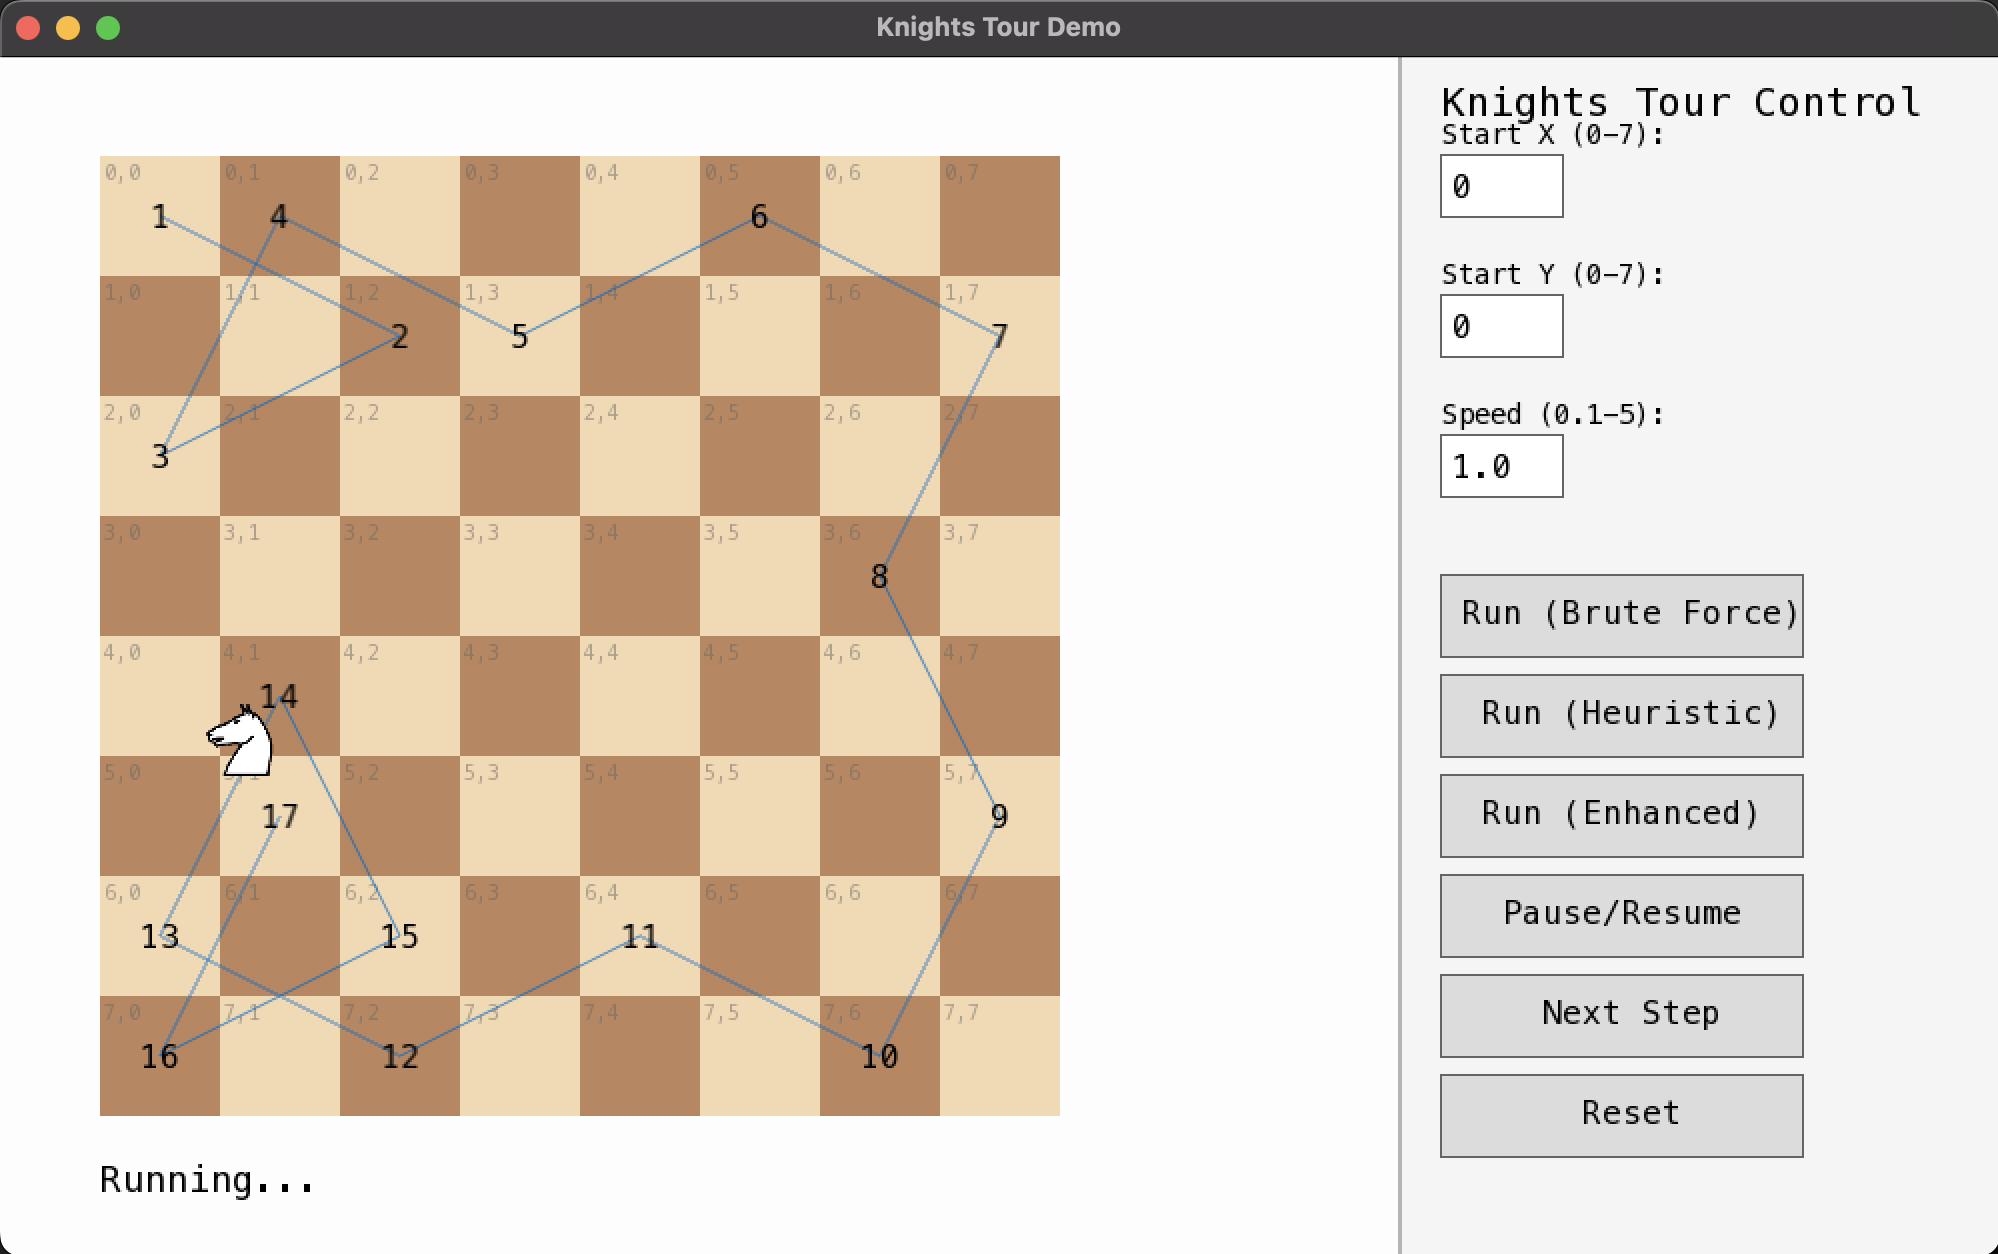 Knights Tour Demo
Knights Tour Control
Start X (0-7):
0
Start Y (0-7):
0
Speed (0.1-5):
1.0
Run (Brute Force)
Run (Heuristic)
Run (Enhanced)
Pause/Resume
Next Step
Reset
0,0 0,1 0,2 0,3 0,4 0,5 0,6 0,7
1 4 6
1,0 1,1 1,2 1,3 1,4 1,5 1,6 1,7
2 5 7
2,0 2,1 2,2 2,3 2,4 2,5 2,6 2,7
3
3,0 3,1 3,2 3,3 3,4 3,5 3,6 3,7
8
4,0 4,1 4,2 4,3 4,4 4,5 4,6 4,7
14
5,0 5,2 5,3 5,4 5,5 5,6 5,7
17 9
6,0 6,1 6,2 6,3 6,4 6,5 6,6 6,7
13 15 11
7,0 7,1 7,2 7,3 7,4 7,5 7,6 7,7
16 12 10
Running...